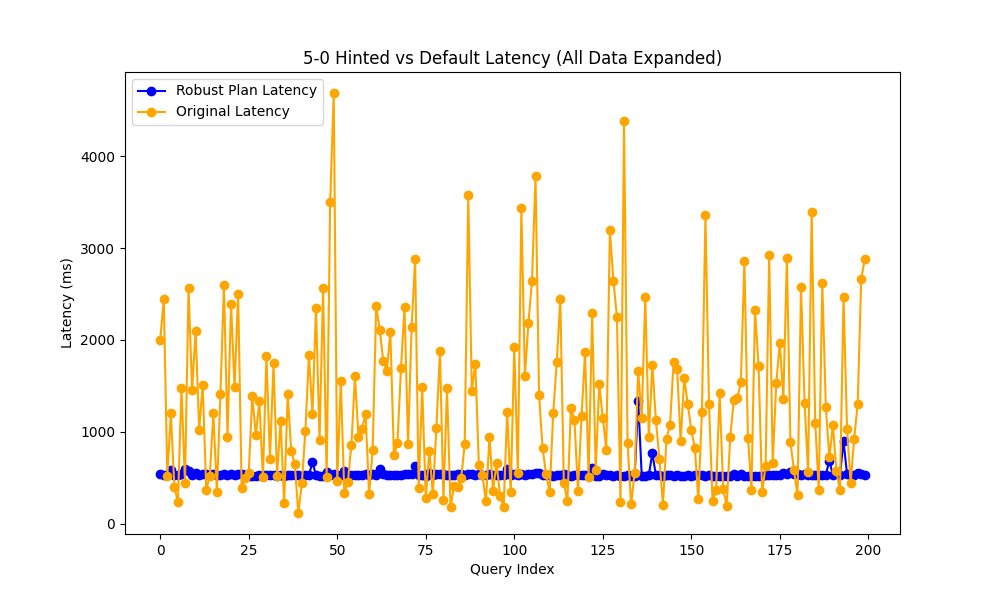 5-0 Hinted vs Default Latency (All Data Expanded)
Robust Plan Latency
Original Latency
Latency (ms)
4000
3000
2000
1000
0
0 25 50 75 100 125 150 175 200
Query Index